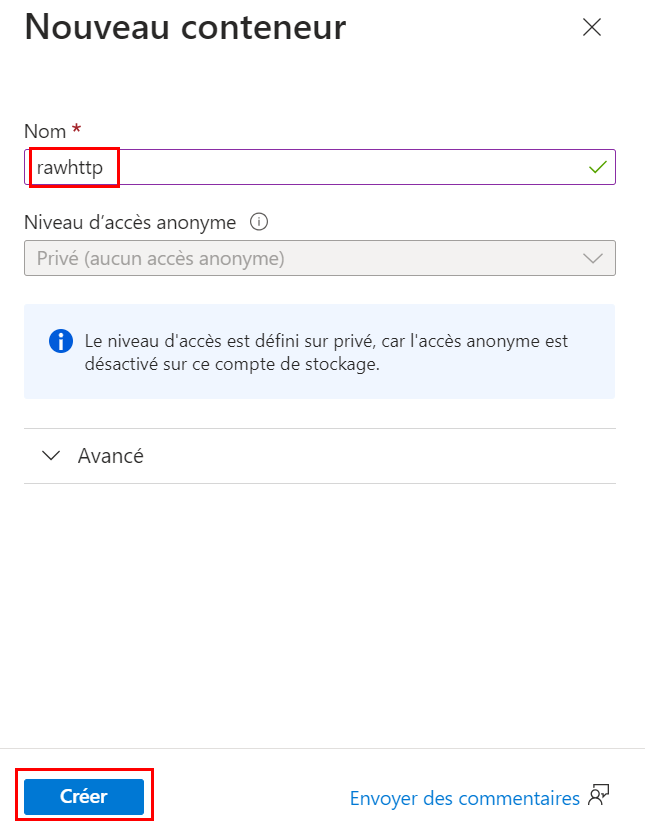 Nouveau conteneur
Nom *
rawhttp
Niveau d’accès anonyme
Privé (aucun accès anonyme)
Le niveau d'accès est défini sur privé, car l'accès anonyme est
désactivé sur ce compte de stockage.
Avancé
Créer
Envoyer des commentaires